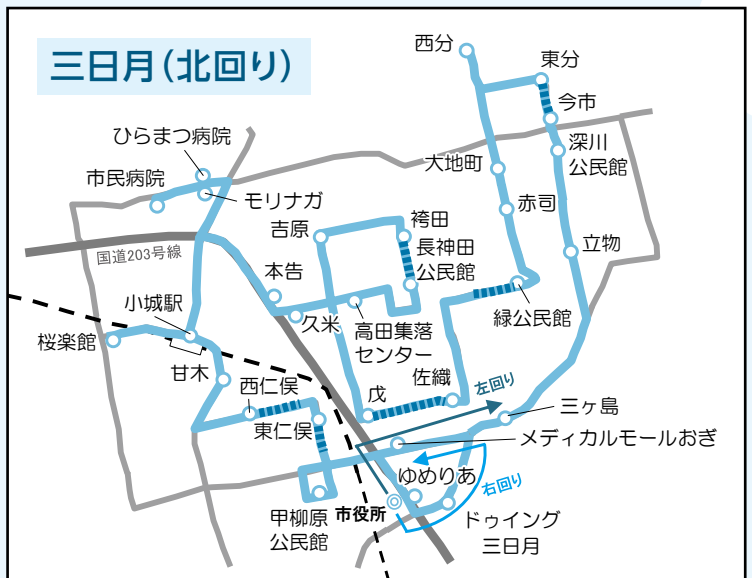 三日月(北回り)
西分
東分
今市
深川
公民館
大地町
赤司
立物
ひらまつ病院
市民病院
モリナガ
吉原
袴田
長神田
公民館
国道203号線
本告
小城駅
久米
高田集落
センター
緑公民館
桜楽館
甘木
西仁俣
東仁俣
戊
佐織
左回り
三ヶ島
メディカルモールおぎ
ゆめりあ
右回り
甲柳原
公民館
市役所
ドゥイング
三日月